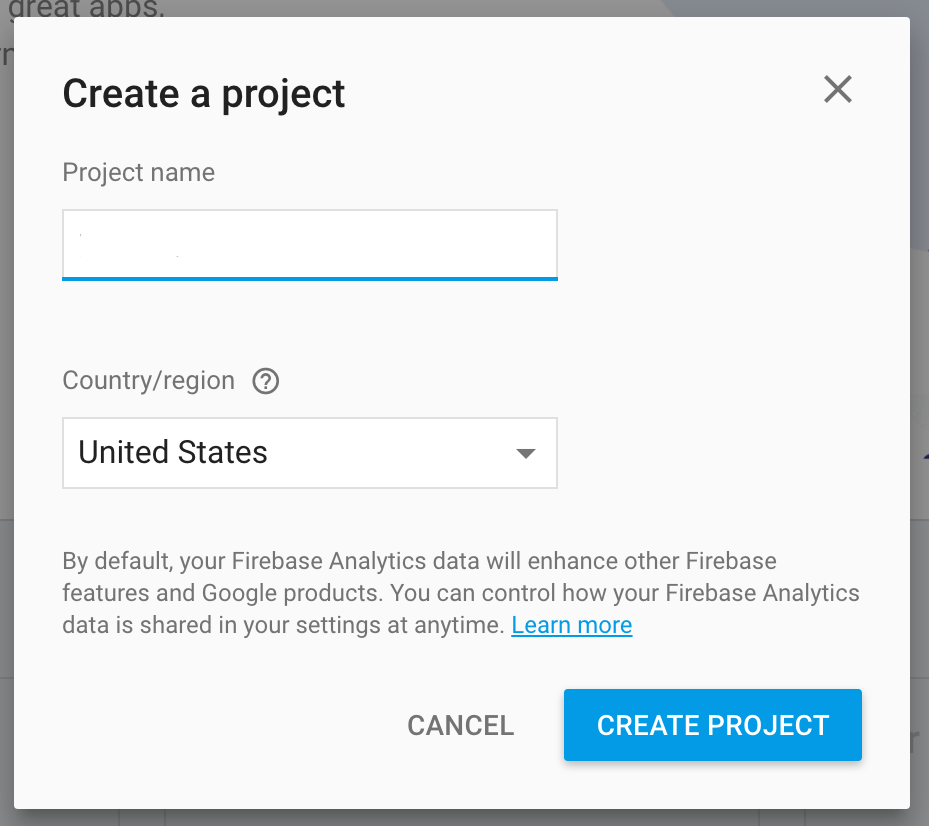 great apps.
Create a project
Project name
Country/region
United States
By default, your Firebase Analytics data will enhance other Firebase
features and Google products. You can control how your Firebase Analytics
data is shared in your settings at anytime. Learn more
CANCEL
CREATE PROJECT